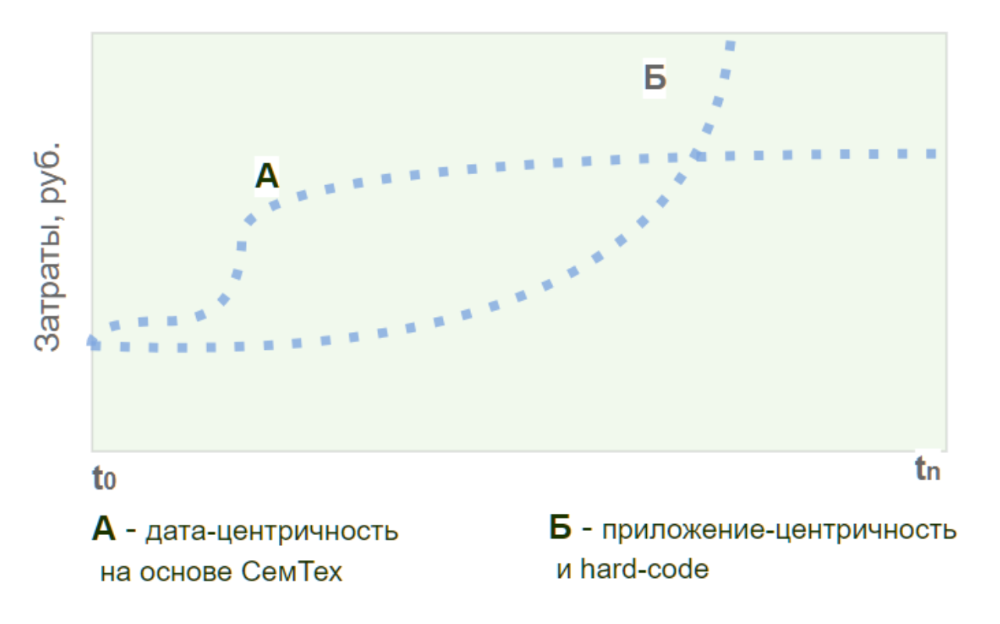 Затраты, руб.
А
Б
t0
tn
А - дата-центричность
на основе СемТех
Б - приложение-центричность
и hard-code